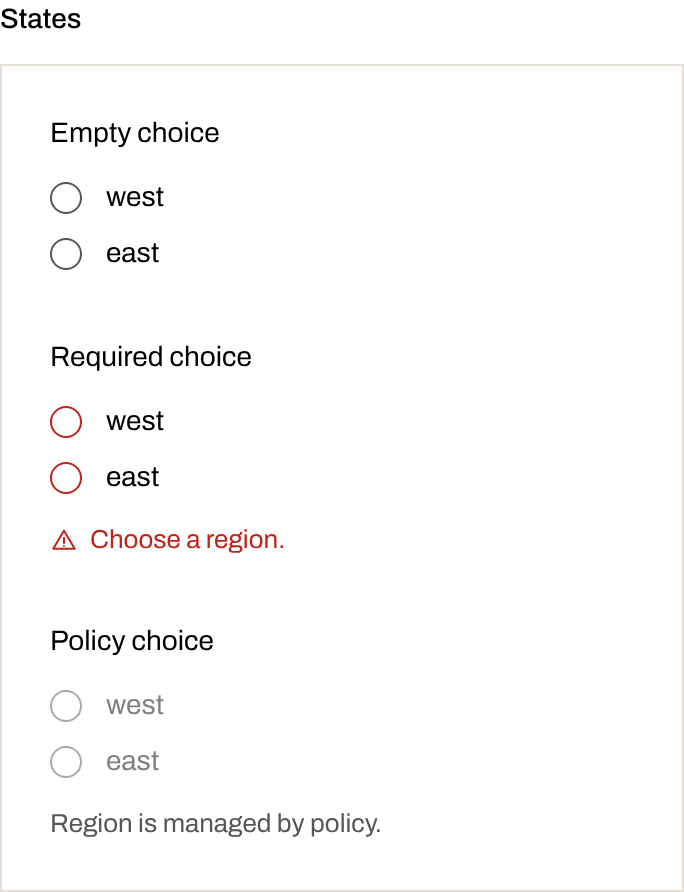 States
Empty choice
west
east
Required choice
west
east
Choose a region.
Policy choice
west
east
Region is managed by policy.